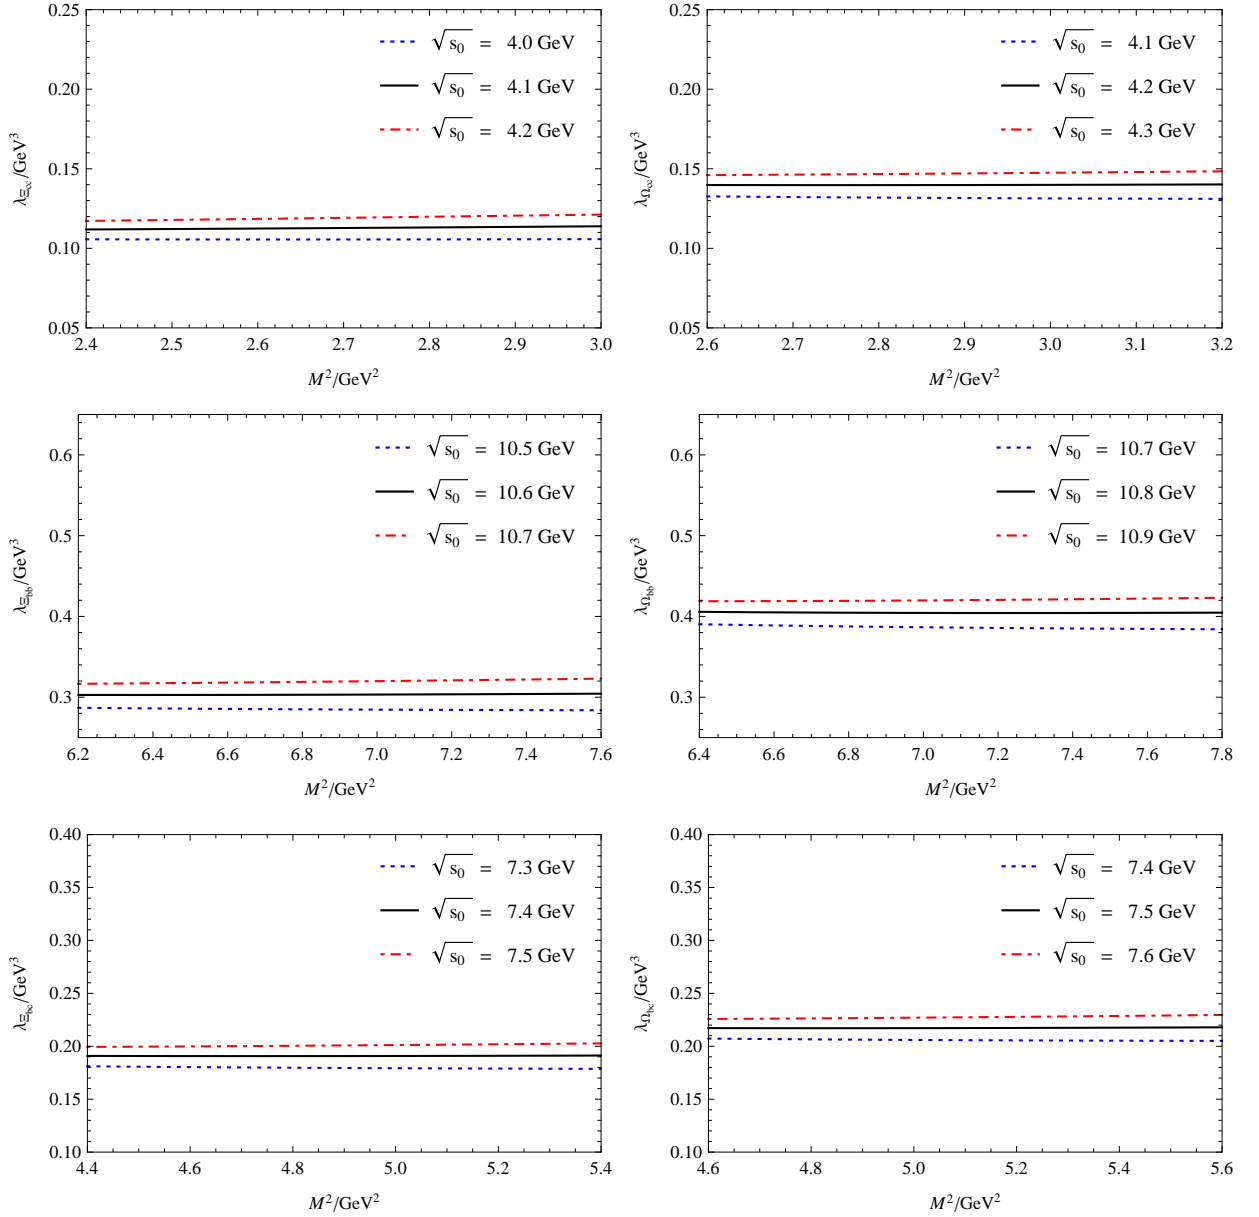 0.25
0.20
0.15
0.10
0.05
λ_Ξcc/GeV³
√s₀ = 4.0 GeV
√s₀ = 4.1 GeV
√s₀ = 4.2 GeV
2.4 2.5 2.6 2.7 2.8 2.9 3.0
M²/GeV²
0.25
0.20
0.15
0.10
0.05
λ_Ωcc/GeV³
√s₀ = 4.1 GeV
√s₀ = 4.2 GeV
√s₀ = 4.3 GeV
2.6 2.7 2.8 2.9 3.0 3.1 3.2
M²/GeV²
0.6
0.5
0.4
0.3
λ_Ξbb/GeV³
√s₀ = 10.5 GeV
√s₀ = 10.6 GeV
√s₀ = 10.7 GeV
6.2 6.4 6.6 6.8 7.0 7.2 7.4 7.6
M²/GeV²
0.6
0.5
0.4
0.3
λ_Ωbb/GeV³
√s₀ = 10.7 GeV
√s₀ = 10.8 GeV
√s₀ = 10.9 GeV
6.4 6.6 6.8 7.0 7.2 7.4 7.6 7.8
M²/GeV²
0.40
0.35
0.30
0.25
0.20
0.15
0.10
λ_Ξbc/GeV³
√s₀ = 7.3 GeV
√s₀ = 7.4 GeV
√s₀ = 7.5 GeV
4.4 4.6 4.8 5.0 5.2 5.4
M²/GeV²
0.40
0.35
0.30
0.25
0.20
0.15
0.10
λ_Ωbc/GeV³
√s₀ = 7.4 GeV
√s₀ = 7.5 GeV
√s₀ = 7.6 GeV
4.6 4.8 5.0 5.2 5.4 5.6
M²/GeV²